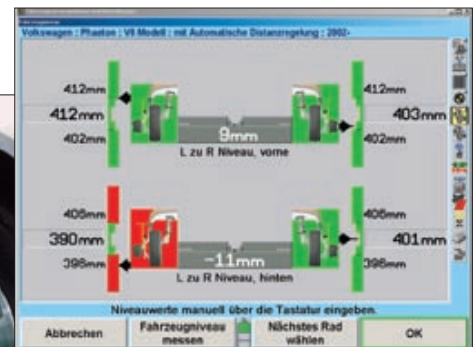 Volkswagen : Phaeton : V8 Modell : mit Automatische Distanzregelung : 2002-
412mm 412mm
412mm 403mm
402mm 9mm 402mm
L zu R Niveau, vorne
406mm 406mm
390mm 401mm
396mm -11mm 396mm
L zu R Niveau, hinten
Niveauwerte manuell über die Tastatur eingeben.
Abbrechen Fahrzeugniveau messen Nächstes Rad wählen OK